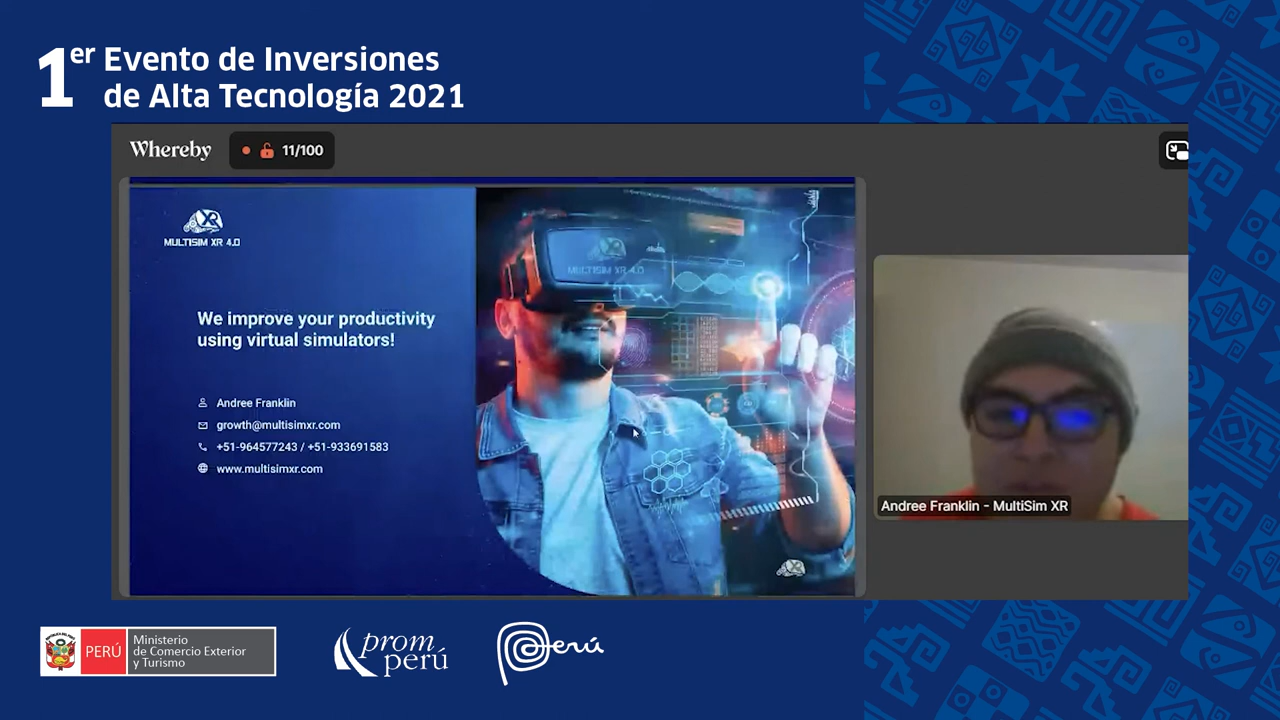 1er Evento de Inversiones
de Alta Tecnología 2021
Whereby
11/100
XR
MULTISIM XR 4.0
MULTISIM XR 4.0
We improve your productivity
using virtual simulators!
Andree Franklin
growth@multisimxr.com
+51-964577243 / +51-933691583
www.multisimxr.com
Andree Franklin - MultiSim XR
PERÚ
Ministerio
de Comercio Exterior
y Turismo
prom
perú
Perú